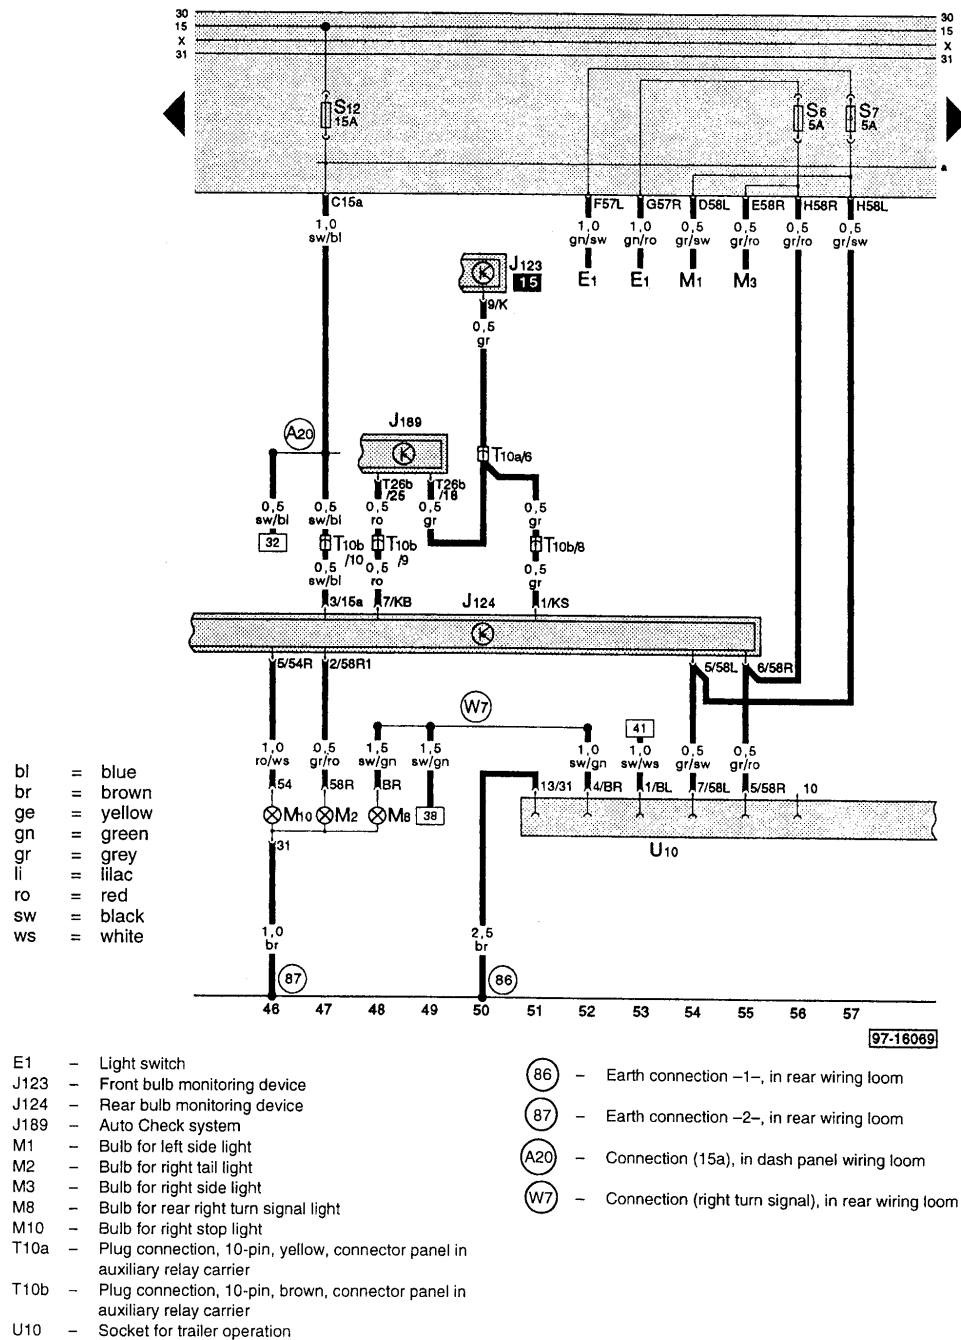 30 30
15 15
X X
31 31
S12 S6 S7
15A 5A 5A
a
C15a F57L G57R D58L E58R H58R H58L
1,0 1,0 1,0 0,5 0,5 0,5 0,5
sw/bl gn/sw gn/ro gr/sw gr/ro gr/ro gr/sw
J123
K 15 E1 E1 M1 M3
9/K
0,5
gr
J189
A20
K T10a/6
T26b T26b
/25 /18
0,5 0,5 0,5 0,5 0,5
sw/bl sw/bl ro gr gr
32 T10b T10b T10b/8
/10 /9
0,5 0,5 0,5
sw/bl ro gr
3/15a 7/KB J124 1/KS
K
5/54R 2/58R1 5/58L 6/58R
W7
41
1,0 0,5 1,5 1,5 1,0 1,0 0,5 0,5
ro/ws gr/ro sw/gn sw/gn sw/gn sw/ws gr/sw gr/ro
54 58R BR 13/31 4/BR 1/BL 7/58L 5/58R 10
M10 M2 M8 38
31 U10
bl = blue
br = brown
ge = yellow
gn = green
gr = grey
li = lilac
ro = red
sw = black
ws = white
1,0 2,5
br br
87 86
46 47 48 49 50 51 52 53 54 55 56 57
97-16069
E1 – Light switch
J123 – Front bulb monitoring device
J124 – Rear bulb monitoring device
J189 – Auto Check system
M1 – Bulb for left side light
M2 – Bulb for right tail light
M3 – Bulb for right side light
M8 – Bulb for rear right turn signal light
M10 – Bulb for right stop light
T10a – Plug connection, 10-pin, yellow, connector panel in
auxiliary relay carrier
T10b – Plug connection, 10-pin, brown, connector panel in
auxiliary relay carrier
U10 – Socket for trailer operation
86 – Earth connection –1–, in rear wiring loom
87 – Earth connection –2–, in rear wiring loom
A20 – Connection (15a), in dash panel wiring loom
W7 – Connection (right turn signal), in rear wiring loom